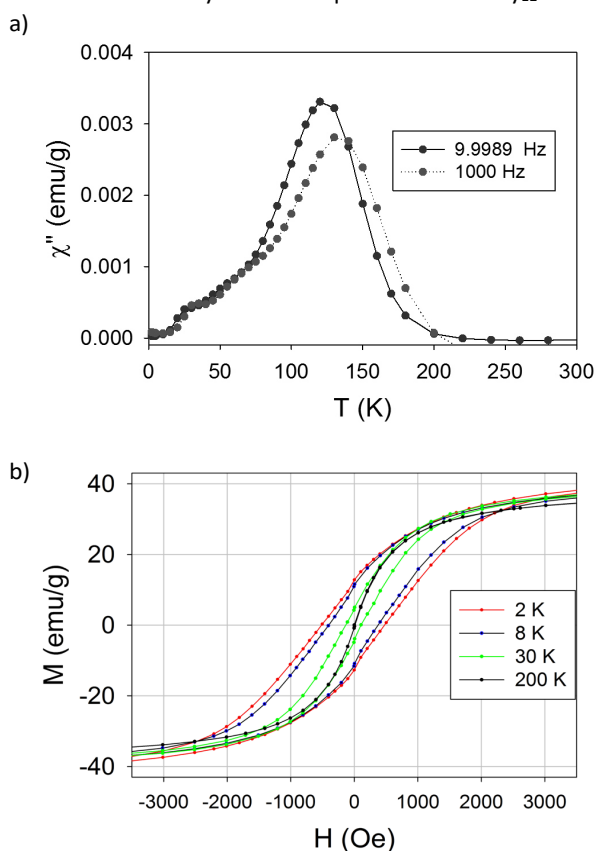 a)
0.004
0.003
0.002
0.001
0.000
χ" (emu/g)
9.9989 Hz
1000 Hz
0 50 100 150 200 250 300
T (K)
b)
40
20
0
-20
-40
M (emu/g)
2 K
8 K
30 K
200 K
-3000 -2000 -1000 0 1000 2000 3000
H (Oe)